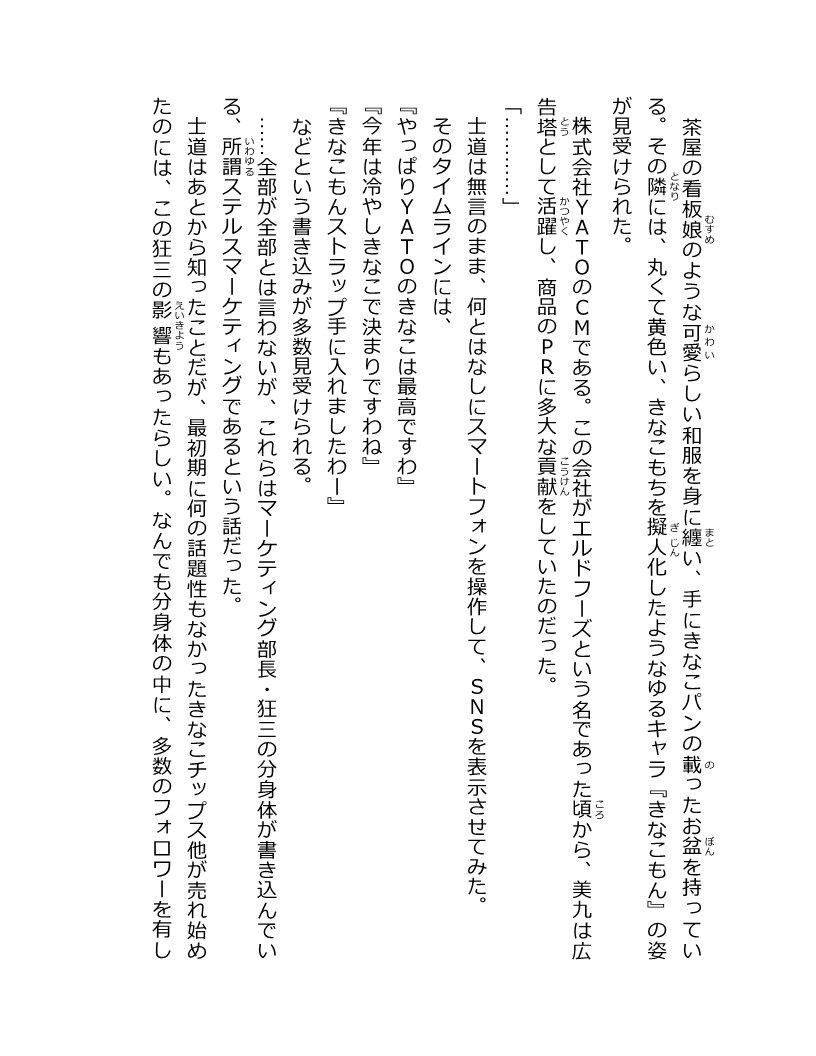 茶屋の看板娘のような可愛らしい和服を身に纏い、手にきなこパンの載ったお盆を持ってい
る。その隣には、丸くて黄色い、きなこもちを擬人化したようなゆるキャラ『きなこもん』の姿
が見受けられた。
株式会社ＹＡＴＯのＣＭである。この会社がエルドフーズという名であった頃から、美九は広
告塔として活躍し、商品のＰＲに多大な貢献をしていたのだった。
「…………」
士道は無言のまま、何とはなしにスマートフォンを操作して、ＳＮＳを表示させてみた。
そのタイムラインには、
『やっぱりＹＡＴＯのきなこは最高ですわ』
『今年は冷やしきなこで決まりですわね』
『きなこもんストラップ手に入れましたわー』
などという書き込みが多数見受けられる。
……全部が全部とは言わないが、これらはマーケティング部長・狂三の分身体が書き込んでい
る、所謂ステルスマーケティングであるという話だった。
士道はあとから知ったことだが、最初期に何の話題性もなかったきなこチップス他が売れ始め
たのには、この狂三の影響もあったらしい。なんでも分身体の中に、多数のフォロワーを有し